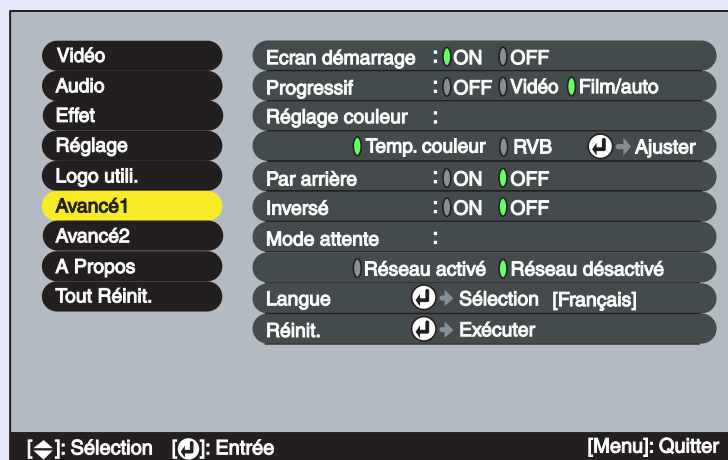 Vidéo
Audio
Effet
Réglage
Logo utili.
Avancé1
Avancé2
A Propos
Tout Réinit.
Ecran démarrage : ON OFF
Progressif : OFF Vidéo Film/auto
Réglage couleur :
Temp. couleur RVB Ajuster
Par arrière : ON OFF
Inversé : ON OFF
Mode attente :
Réseau activé Réseau désactivé
Langue Sélection [Français]
Réinit. Exécuter
[ ]: Sélection [ ]: Entrée [Menu]: Quitter